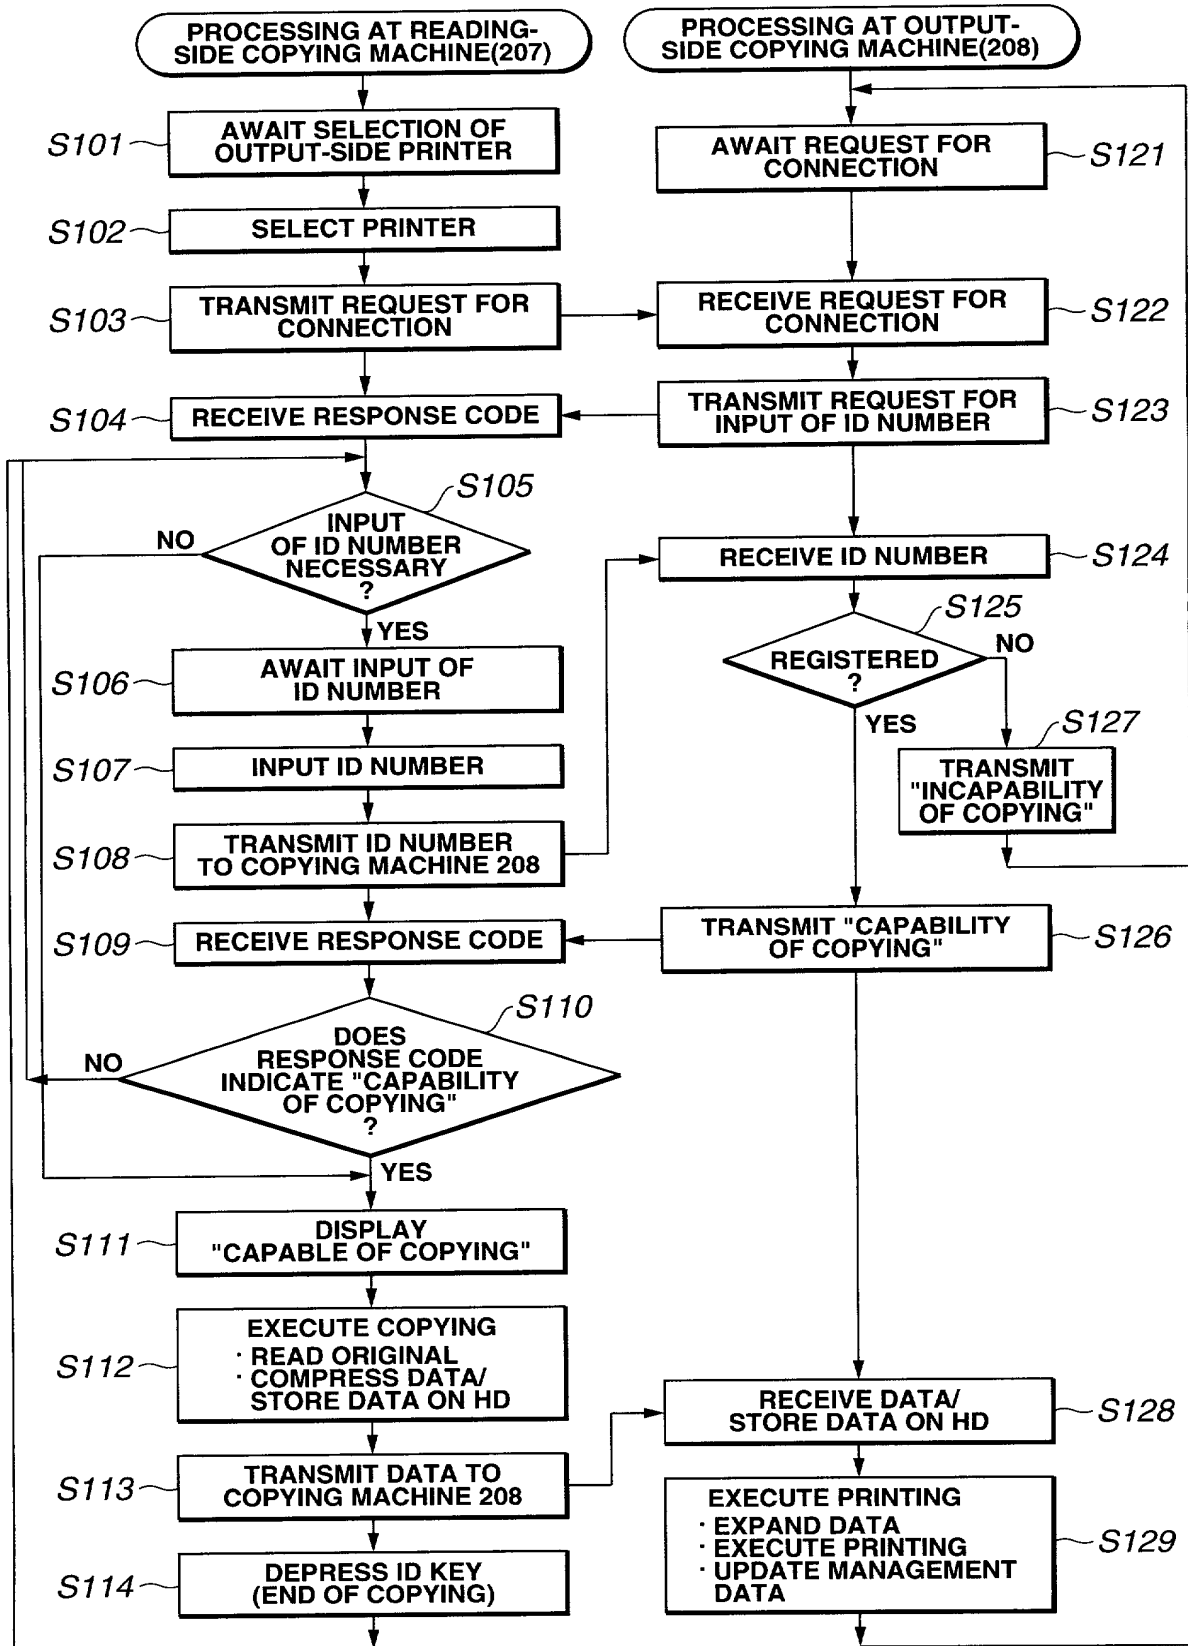 PROCESSING AT READING-
SIDE COPYING MACHINE(207)
S101
AWAIT SELECTION OF
OUTPUT-SIDE PRINTER
S102
SELECT PRINTER
S103
TRANSMIT REQUEST FOR
CONNECTION
S104
RECEIVE RESPONSE CODE
S105
INPUT
OF ID NUMBER
NECESSARY
?
NO
YES
S106
AWAIT INPUT OF
ID NUMBER
S107
INPUT ID NUMBER
S108
TRANSMIT ID NUMBER
TO COPYING MACHINE 208
S109
RECEIVE RESPONSE CODE
S110
DOES
RESPONSE CODE
INDICATE "CAPABILITY
OF COPYING"
?
NO
YES
S111
DISPLAY
"CAPABLE OF COPYING"
S112
EXECUTE COPYING
· READ ORIGINAL
· COMPRESS DATA/
STORE DATA ON HD
S113
TRANSMIT DATA TO
COPYING MACHINE 208
S114
DEPRESS ID KEY
(END OF COPYING)
PROCESSING AT OUTPUT-
SIDE COPYING MACHINE(208)
AWAIT REQUEST FOR
CONNECTION
S121
RECEIVE REQUEST FOR
CONNECTION
S122
TRANSMIT REQUEST FOR
INPUT OF ID NUMBER
S123
RECEIVE ID NUMBER
S124
S125
REGISTERED
?
NO
YES
S127
TRANSMIT
"INCAPABILITY
OF COPYING"
TRANSMIT "CAPABILITY
OF COPYING"
S126
RECEIVE DATA/
STORE DATA ON HD
S128
EXECUTE PRINTING
· EXPAND DATA
· EXECUTE PRINTING
· UPDATE MANAGEMENT
DATA
S129